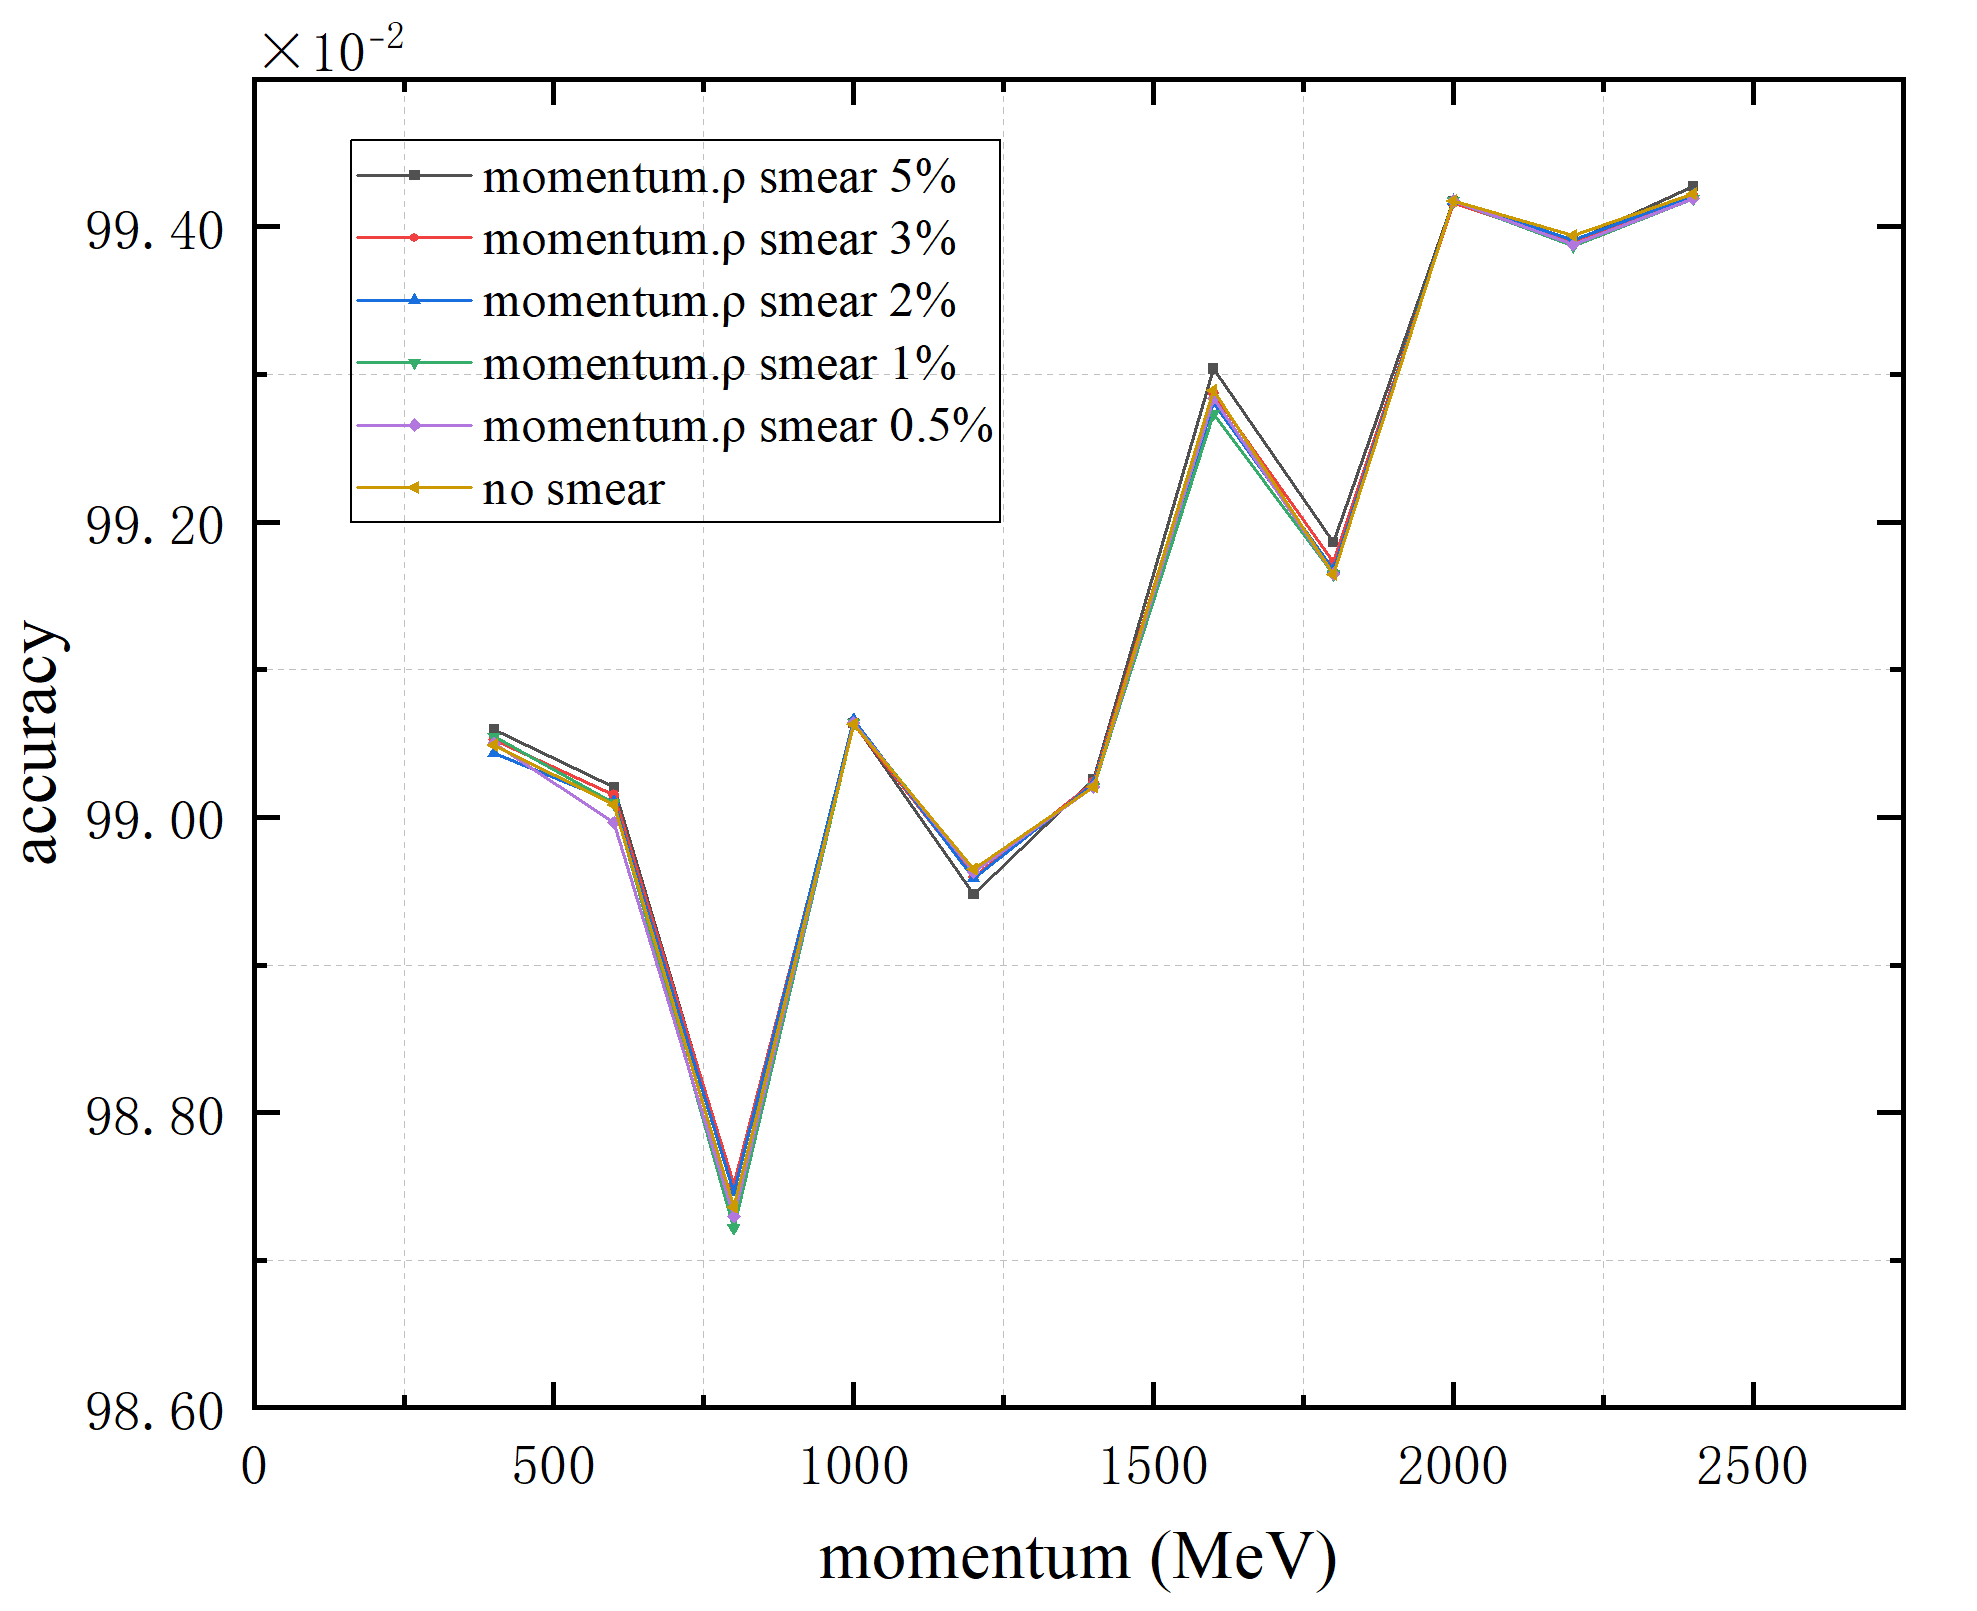 ×10⁻²
momentum.ρ smear 5%
momentum.ρ smear 3%
momentum.ρ smear 2%
momentum.ρ smear 1%
momentum.ρ smear 0.5%
no smear
99.40
99.20
99.00
98.80
98.60
accuracy
0 500 1000 1500 2000 2500
momentum (MeV)